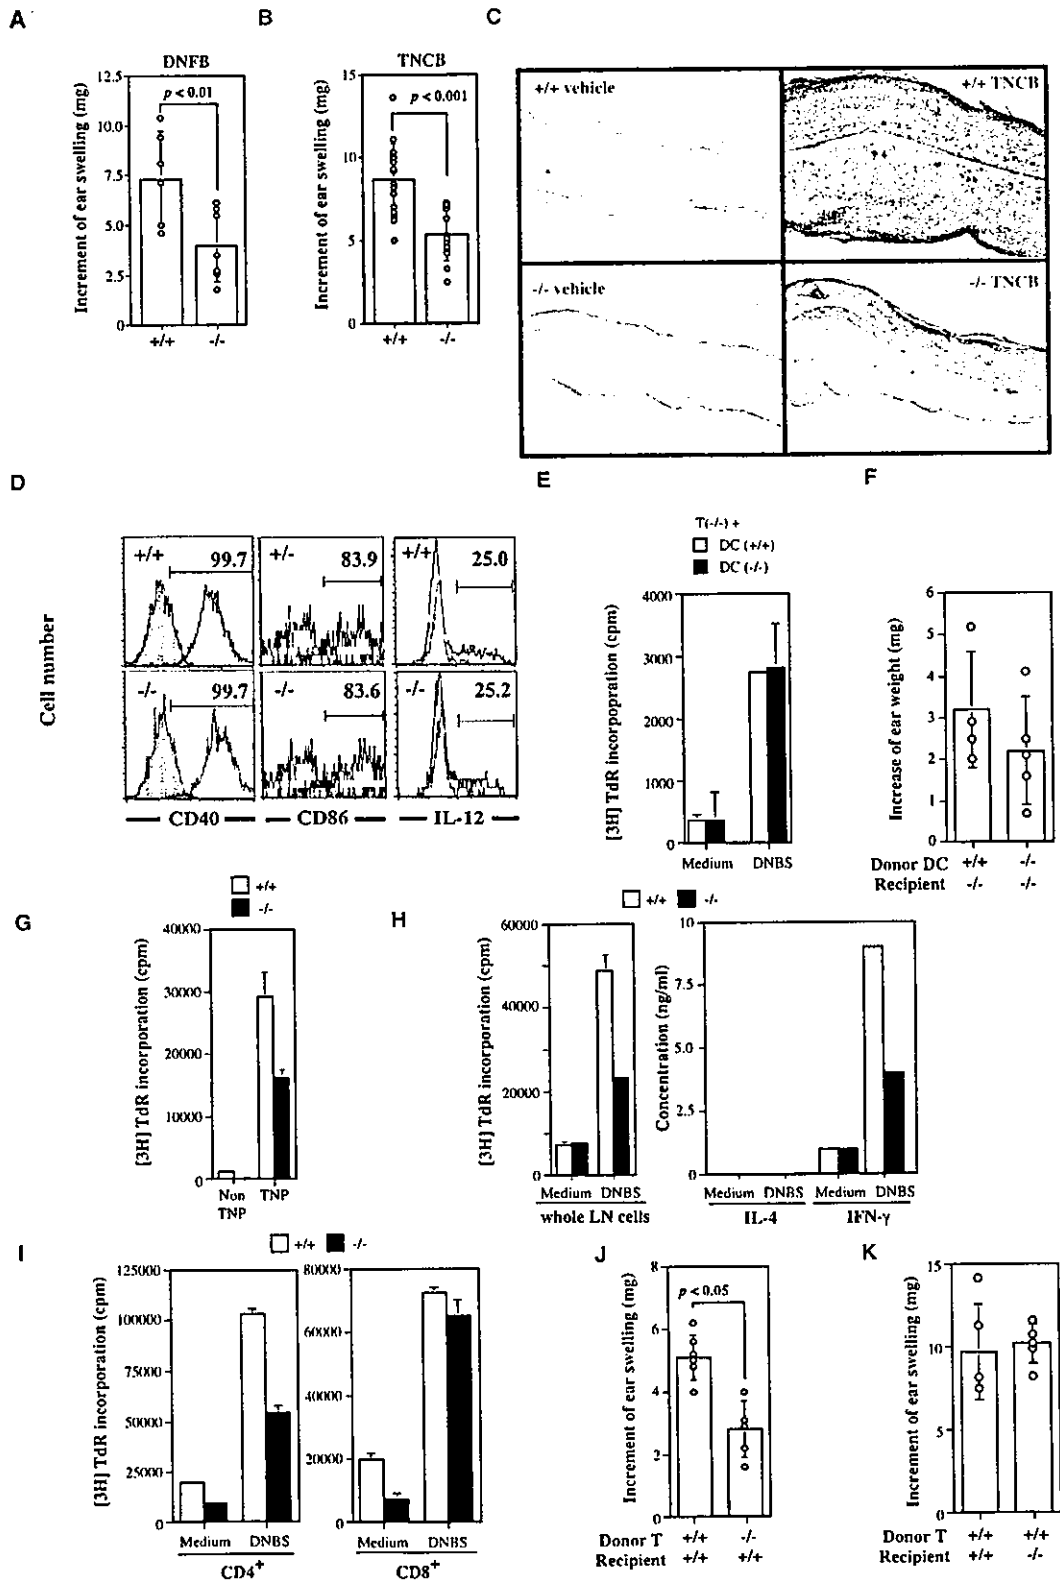 A
B
C
DNFB
Increment of ear swelling (mg)
12.5
10.0
7.5
5.0
2.5
0
p < 0.01
+/+ -/-
TNCB
Increment of ear swelling (mg)
15
10
5
0
p < 0.001
+/+ -/-
+/+ vehicle
+/+ TNCB
-/- vehicle
-/- TNCB
D
E
F
Cell number
+/+ 99.7
+/- 83.9
+/+ 25.0
-/- 99.7
-/- 83.6
-/- 25.2
CD40 CD86 IL-12
T(-/-) +
DC (+/+)
DC (-/-)
[3H] TdR incorpopration (cpm)
4000
3000
2000
1000
0
Medium DNBS
Increase of ear weight (mg)
6
5
4
3
2
1
0
Donor DC +/+ -/-
Recipient -/- -/-
G
H
+/+
-/-
[3H] TdR incorporation (cpm)
40000
30000
20000
10000
0
Non TNP
TNP
+/+ -/-
[3H] TdR incorporation (cpm)
60000
40000
20000
0
Medium DNBS
whole LN cells
Concentration (ng/ml)
10
7.5
5.0
2.5
0
Medium DNBS Medium DNBS
IL-4 IFN-γ
I
J
K
+/+ -/-
[3H] TdR incorporation (cpm)
125000
100000
75000
50000
25000
0
Medium DNBS
CD4+
80000
60000
40000
20000
0
Medium DNBS
CD8+
Increment of ear swelling (mg)
8
6
4
2
0
p < 0.05
Donor T +/+ -/-
Recipient +/+ +/+
Increment of ear swelling (mg)
15
10
5
0
Donor T +/+ +/+
Recipient +/+ -/-